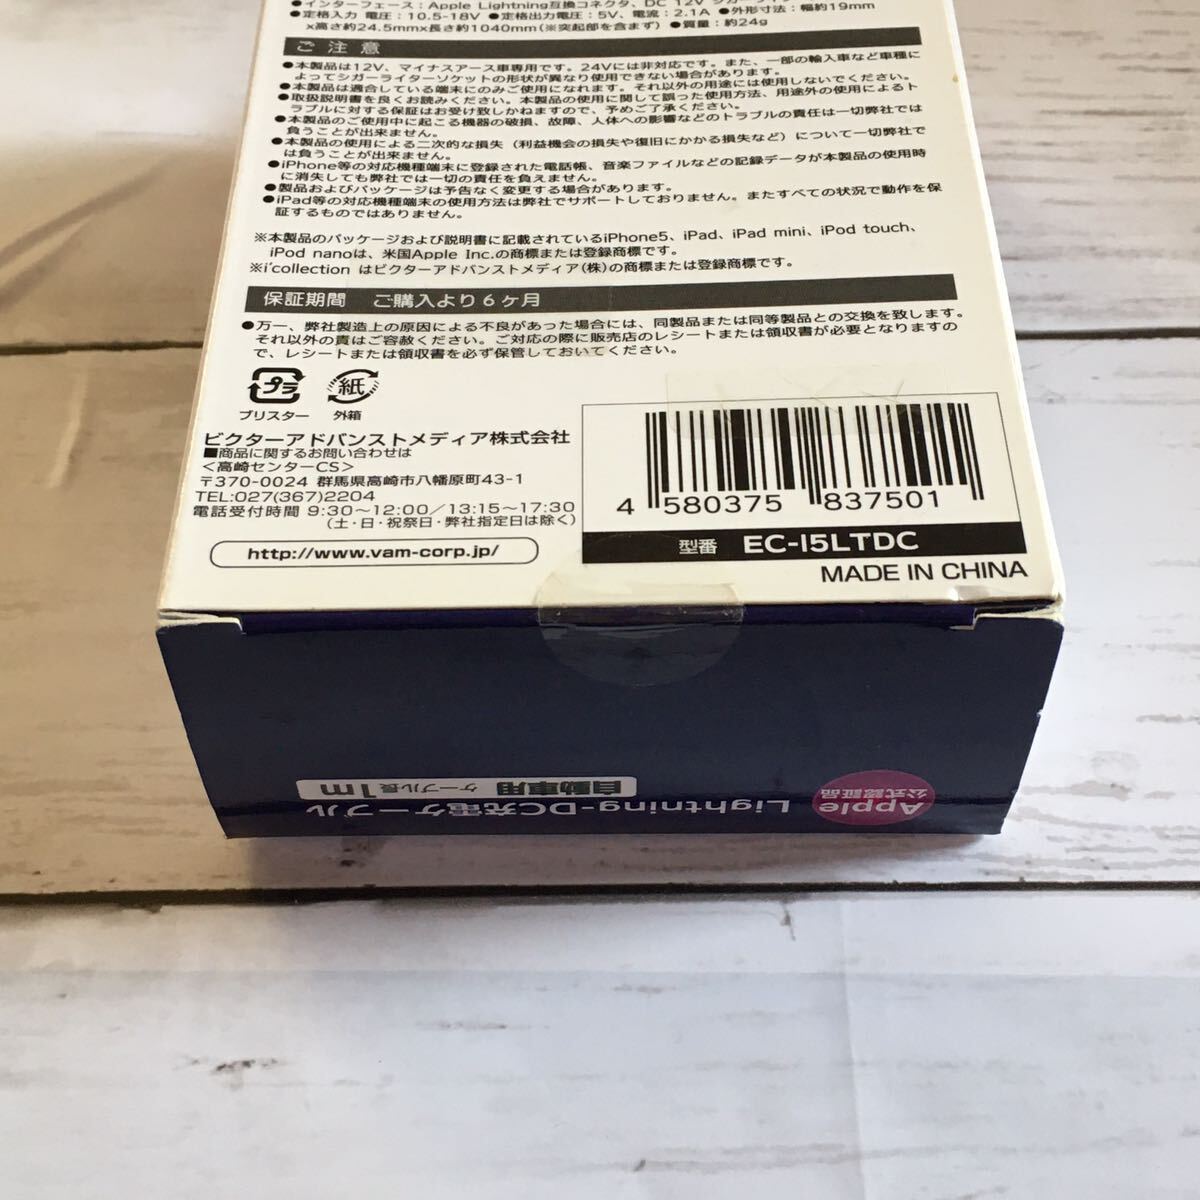 ●インターフェース：Apple Lightning互換コネクタ、DC 12V
●定格入力 電圧：10.5-18V ●定格出力電圧：5V、電流：2.1A ●外形寸法：幅約19mm
x高さ約24.5mmx長さ約1040mm(※突起部を含まず) ●質量：約24g
ご 注 意
●本製品は12V、マイナスアース車専用です。24Vには非対応です。また、一部の輸入車など車種に
よってシガーライターソケットの形状が異なり使用できない場合があります。
●本製品は適合している端末にのみご使用になれます。それ以外の用途には使用しないでください。
●取扱説明書を良くお読みください。本製品の使用に関して誤った使用方法、用途外の使用によるト
ラブルに対する保証はお受け致しかねますので、予めご了承ください。
●本製品のご使用中に起こる機器の破損、故障、人体への影響などのトラブルの責任は一切弊社では
負うことが出来ません。
●本製品の使用による二次的な損失（利益機会の損失や復旧にかかる損失など）について一切弊社で
は負うことが出来ません。
●iPhone等の対応機種端末に登録された電話帳、音楽ファイルなどの記録データが本製品の使用時
に消失しても弊社では一切の責任を負えません。
●製品およびパッケージは予告なく変更する場合があります。
●iPad等の対応機種端末の使用方法は弊社でサポートしておりません。またすべての状況で動作を保
証するものではありません。
※本製品のパッケージおよび説明書に記載されているiPhone5、iPad、iPad mini、iPod touch、
iPod nanoは、米国Apple Inc.の商標または登録商標です。
※i'collection はビクターアドバンストメディア(株)の商標または登録商標です。
保証期間 ご購入より6ヶ月
●万一、弊社製造上の原因による不良があった場合には、同製品または同等製品との交換を致します。
それ以外の責はご容赦ください。ご対応の際に販売店のレシートまたは領収書が必要となりますの
で、レシートまたは領収書を必ず保管しておいてください。
プラ 紙
ブリスター 外箱
ビクターアドバンストメディア株式会社
■商品に関するお問い合わせは
＜高崎センターCS＞
〒370-0024 群馬県高崎市八幡原町43-1
TEL:027(367)2204
電話受付時間 9:30～12:00／13:15～17:30
（土・日・祝祭日・弊社指定日は除く）
http://www.vam-corp.jp/
4 580375 837501
型番 EC-I5LTDC
MADE IN CHINA
Apple
公式認証品
Lightning-DC充電ケーブル
自動車用 ケーブル長1m